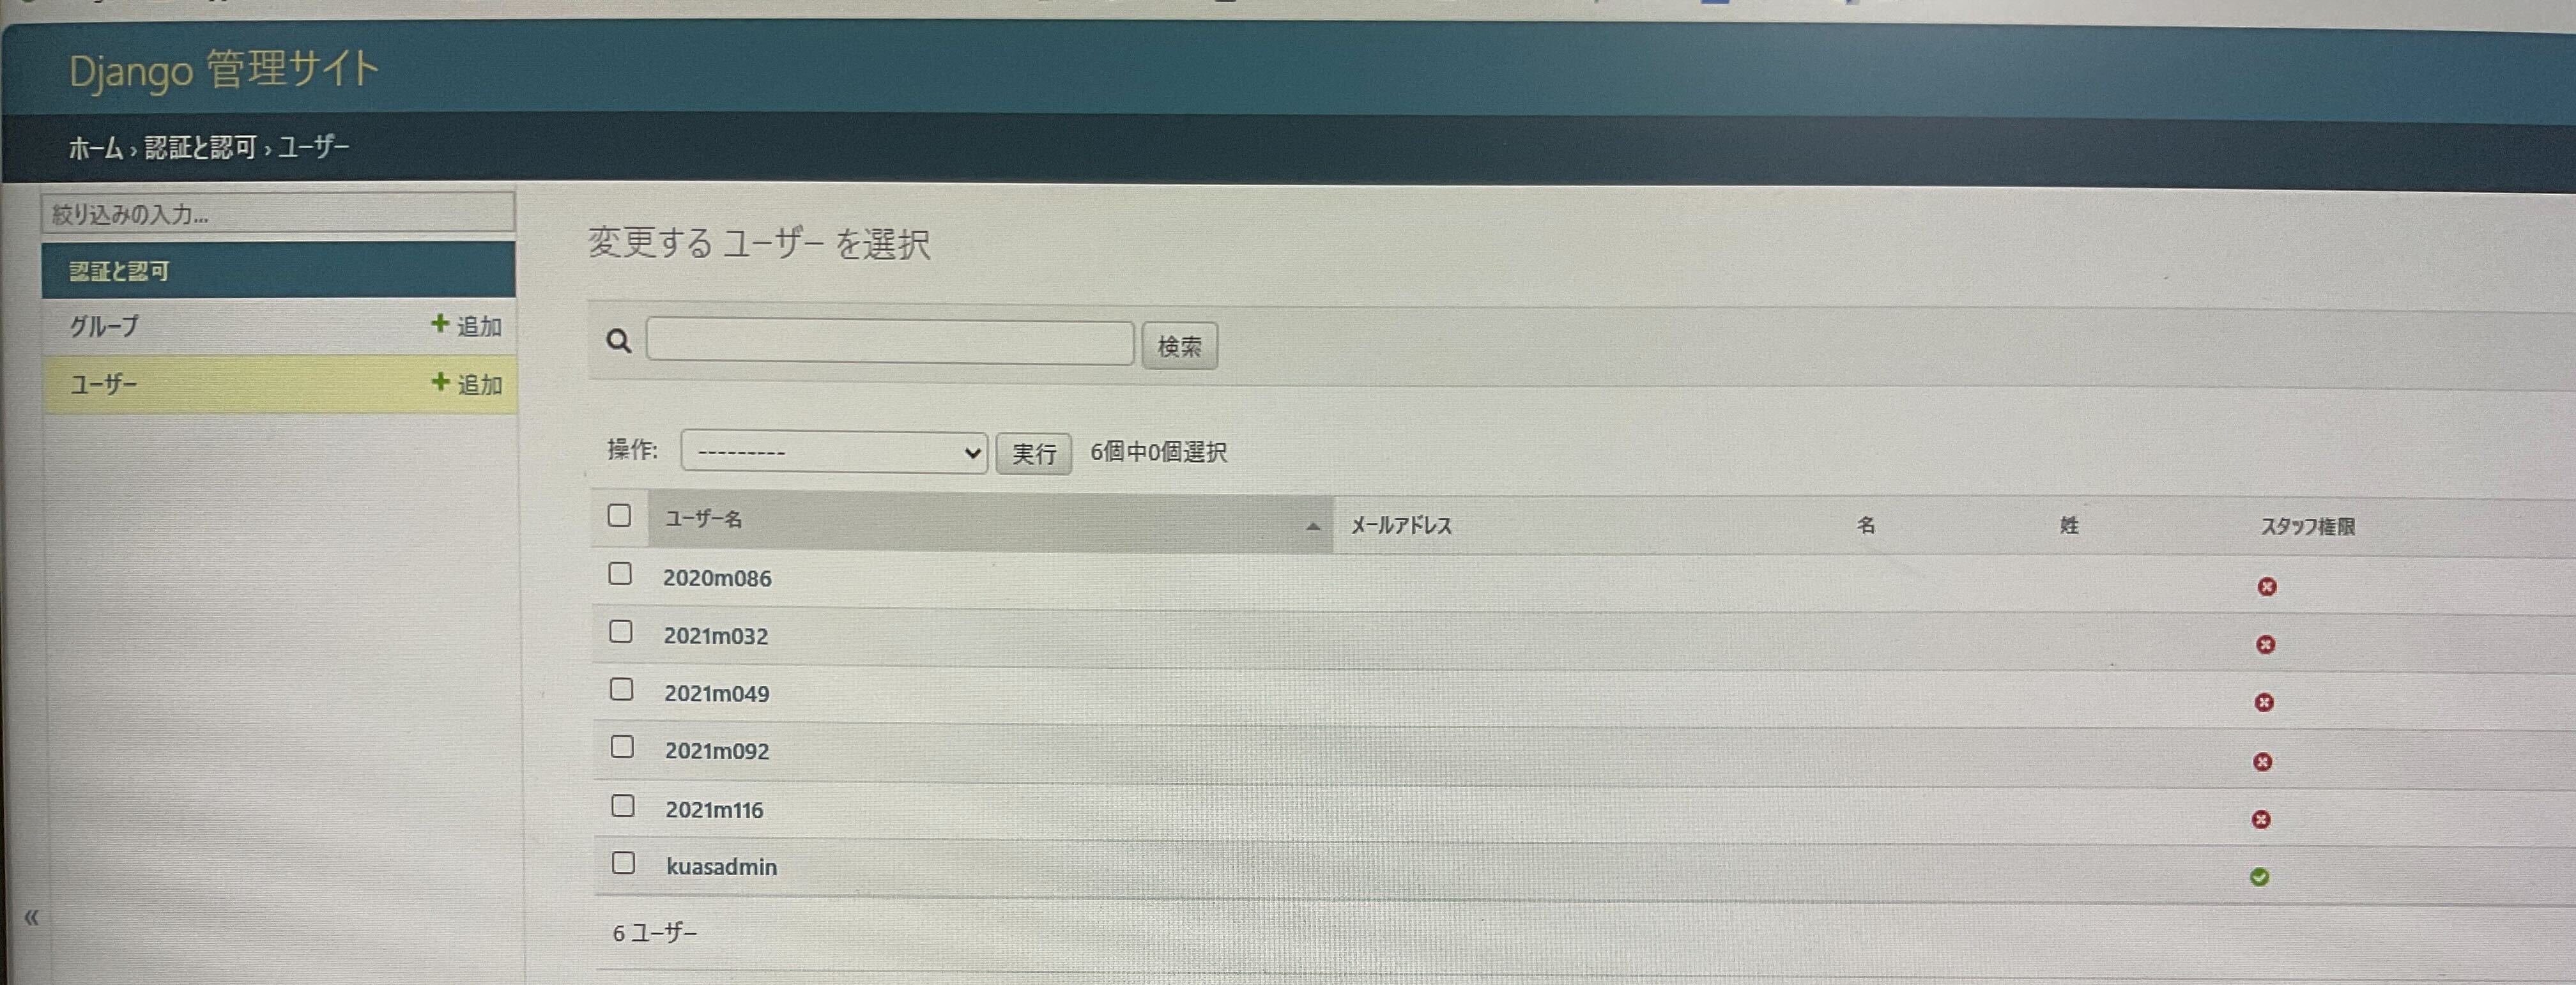 Django 管理サイト
ホーム › 認証と認可 › ユーザー
絞り込みの入力...
認証と認可
グループ + 追加
ユーザー + 追加
«
変更する ユーザー を選択
検索
操作: --------- 実行 6個中0個選択
ユーザー名 メールアドレス 名 姓 スタッフ権限
2020m086
2021m032
2021m049
2021m092
2021m116
kuasadmin
6 ユーザー